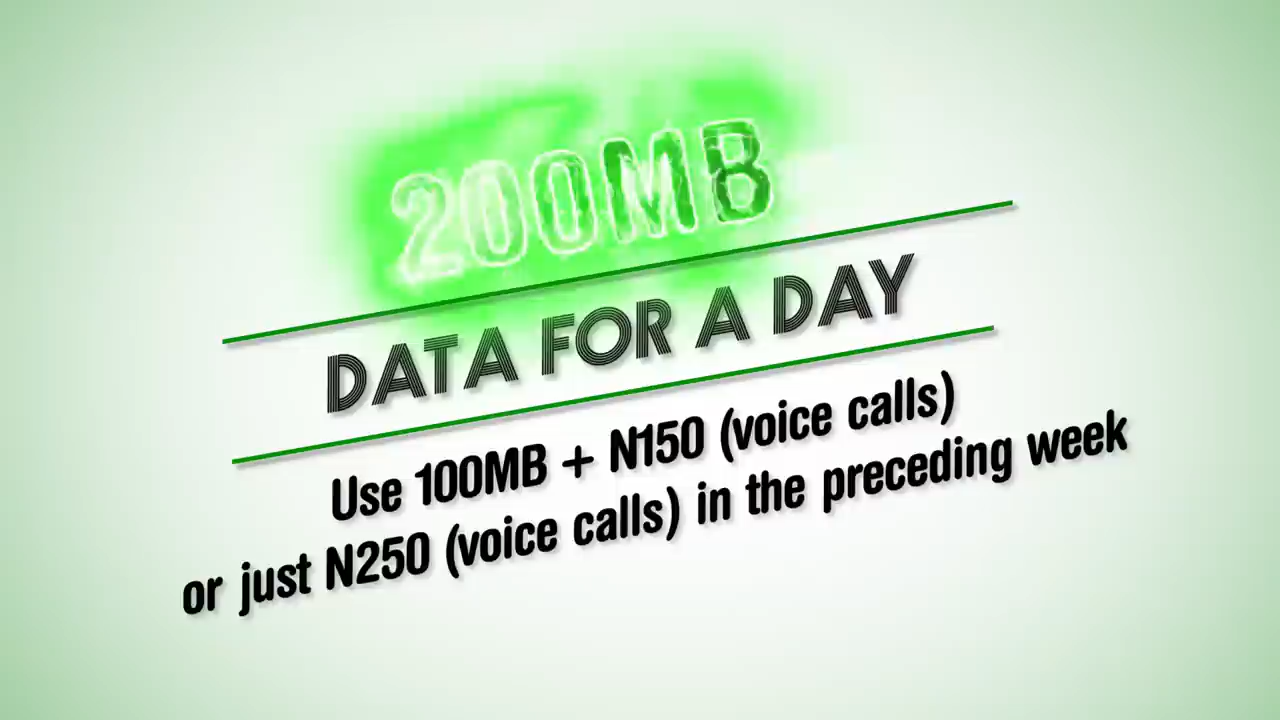 200MB
DATA FOR A DAY
Use 100MB + N150 (voice calls)
or just N250 (voice calls) in the preceding week